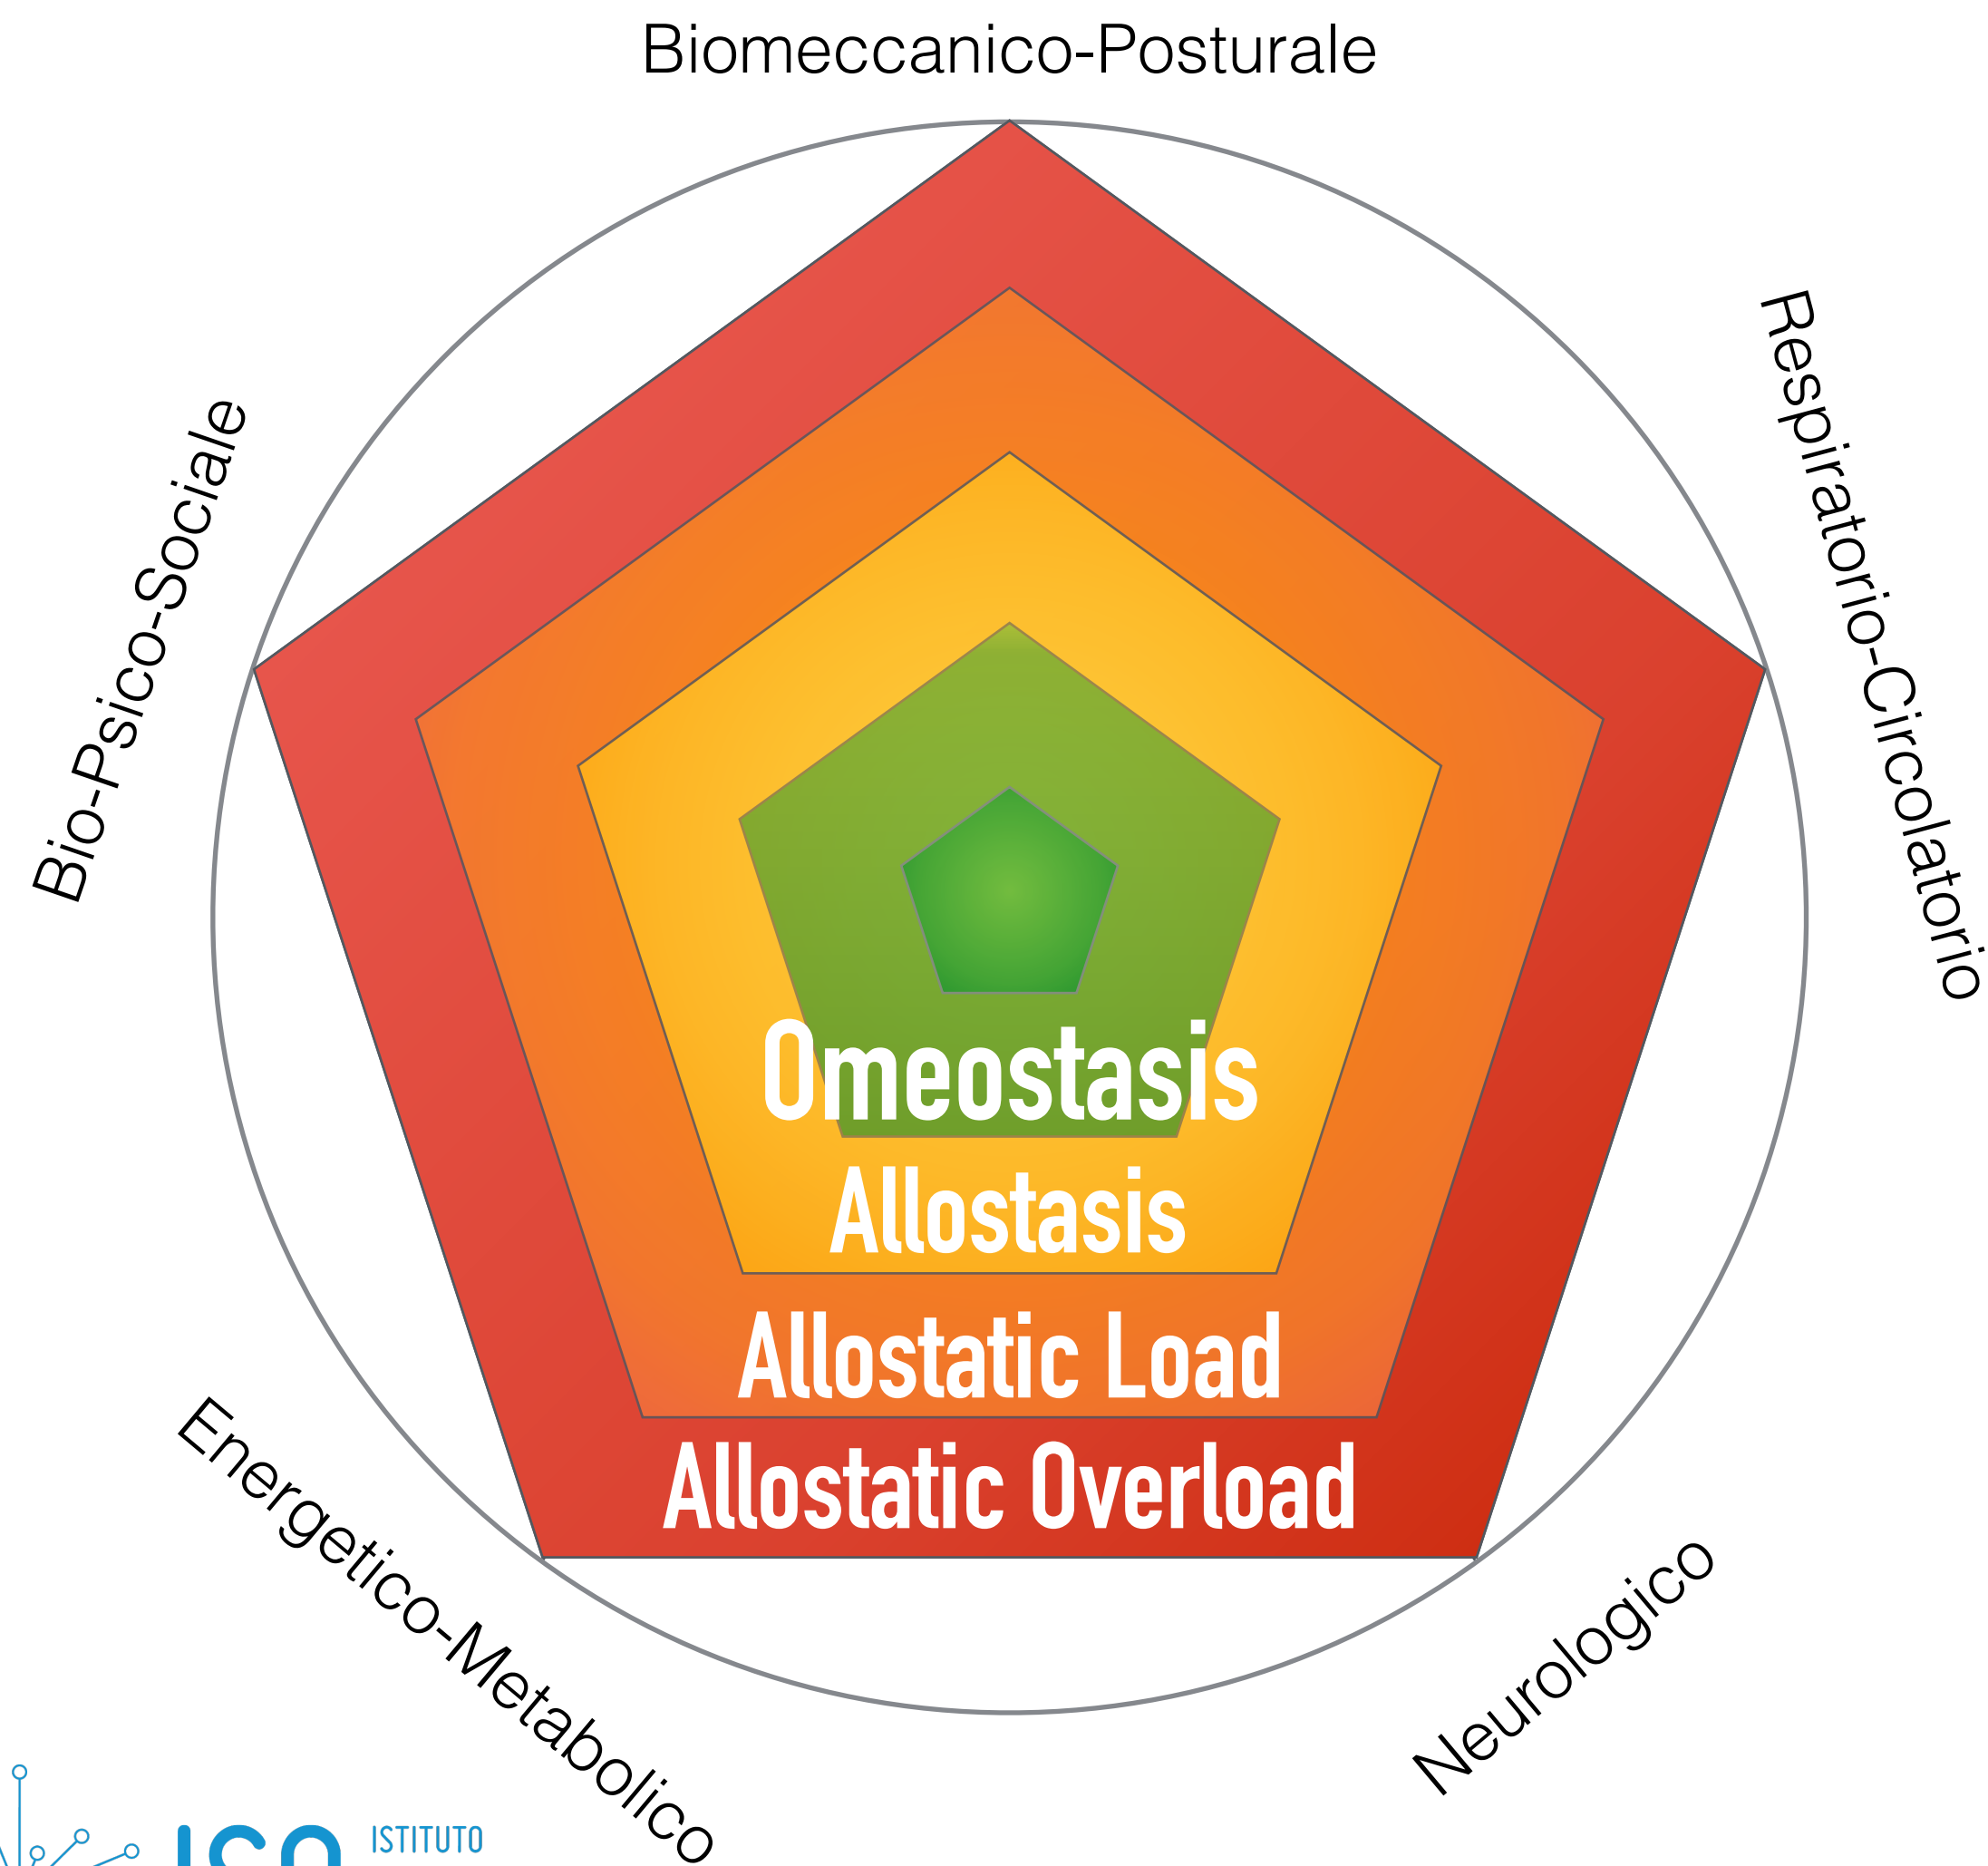 Biomeccanico-Posturale
Bio-Psico-Sociale
Respiratorio-Circolatorio
Omeostasis
Allostasis
Allostatic Load
Allostatic Overload
Energetico-Metabolico
Neurologico
ISTITUTO